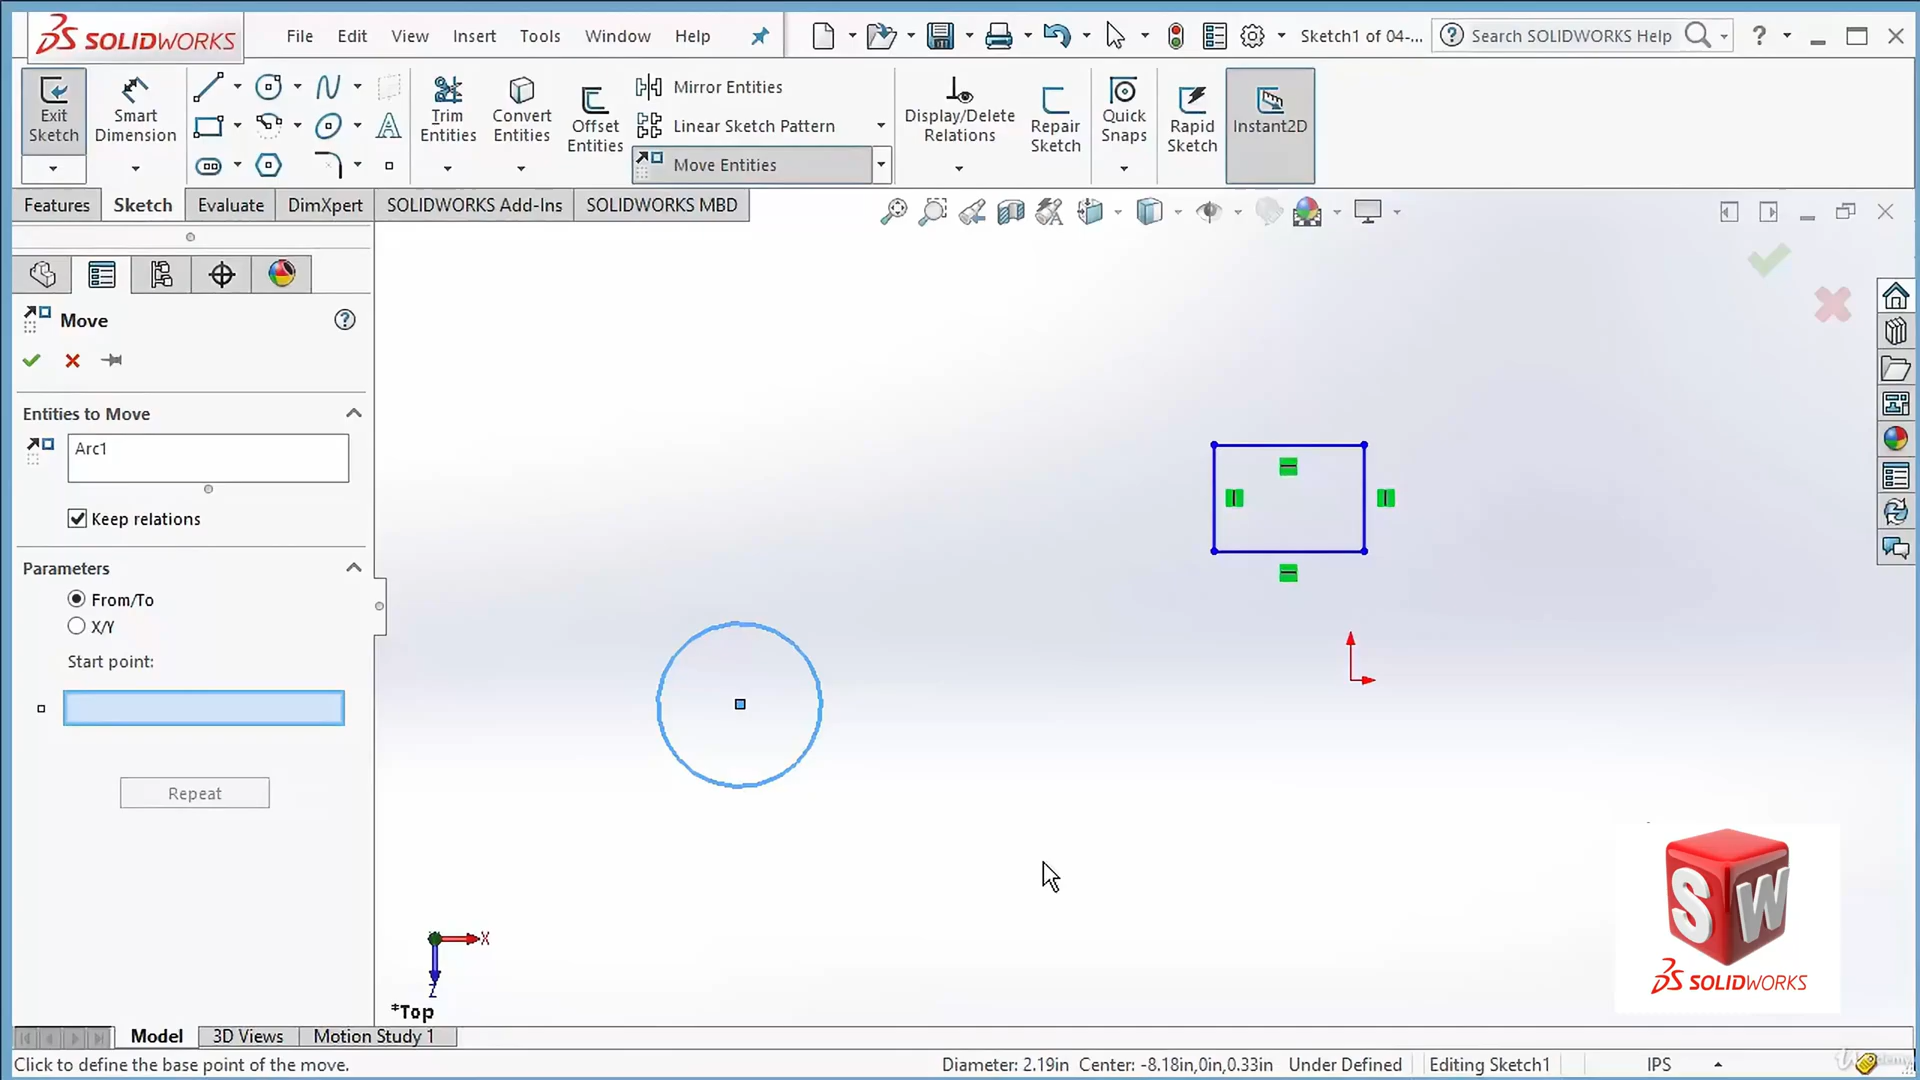 SOLIDWORKS
File Edit View Insert Tools Window Help
Sketch1 of 04-...
Search SOLIDWORKS Help
Exit Sketch
Smart Dimension
Trim Entities
Convert Entities
Offset Entities
Mirror Entities
Linear Sketch Pattern
Move Entities
Display/Delete Relations
Repair Sketch
Quick Snaps
Rapid Sketch
Instant2D
Features Sketch Evaluate DimXpert SOLIDWORKS Add-Ins SOLIDWORKS MBD
Move
Entities to Move
Arc1
Keep relations
Parameters
From/To
X/Y
Start point:
Repeat
X
Z
*Top
SW
SOLIDWORKS
Model 3D Views Motion Study 1
Click to define the base point of the move.
Diameter: 2.19in Center: -8.18in,0in,0.33in Under Defined Editing Sketch1 IPS